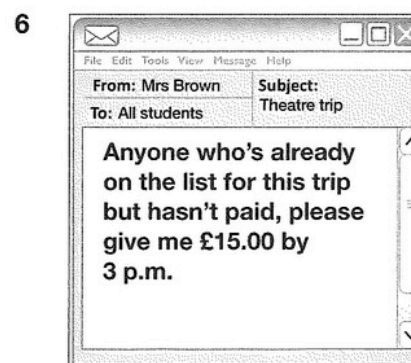 6
File Edit Tools View Message Help
From: Mrs Brown
To: All students
Subject:
Theatre trip
Anyone who's already
on the list for this trip
but hasn't paid, please
give me £15.00 by
3 p.m.